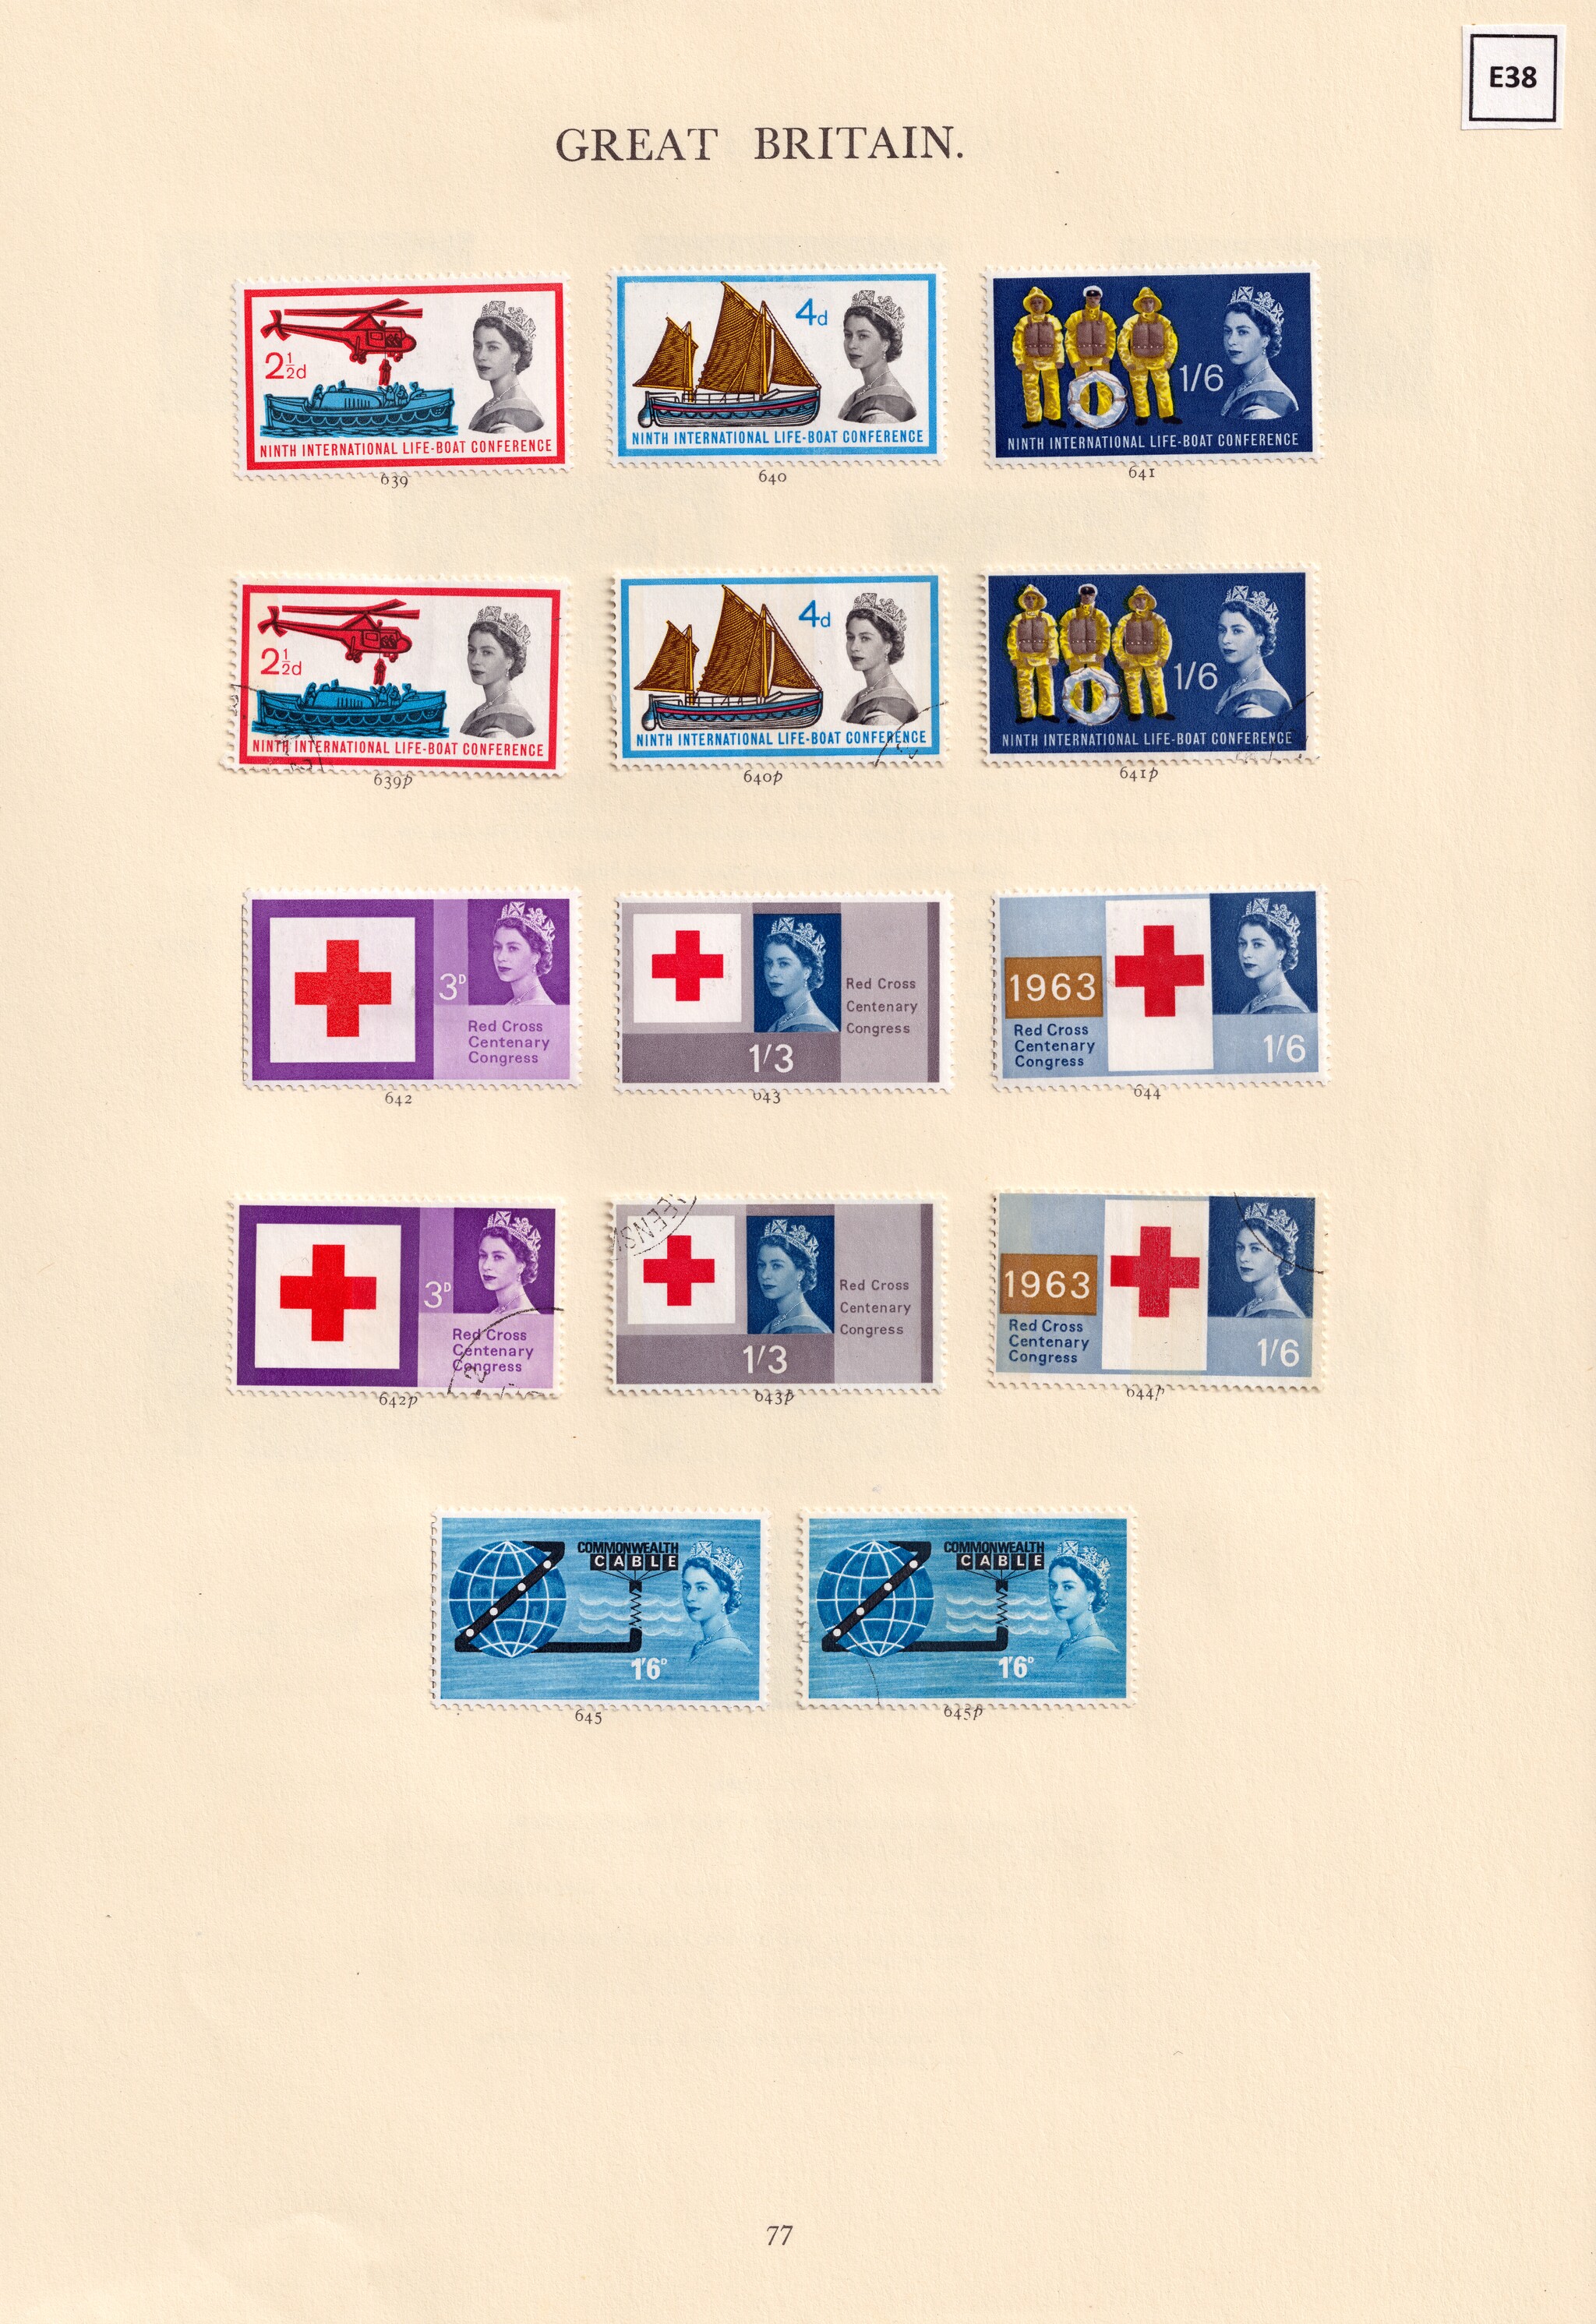 E38
GREAT BRITAIN.
2½d
NINTH INTERNATIONAL LIFE-BOAT CONFERENCE
639
4d
NINTH INTERNATIONAL LIFE-BOAT CONFERENCE
640
1/6
NINTH INTERNATIONAL LIFE-BOAT CONFERENCE
641
2½d
NINTH INTERNATIONAL LIFE-BOAT CONFERENCE
639p
4d
NINTH INTERNATIONAL LIFE-BOAT CONFERENCE
640p
1/6
NINTH INTERNATIONAL LIFE-BOAT CONFERENCE
641p
3D
Red Cross
Centenary
Congress
642
Red Cross
Centenary
Congress
1/3
643
1963
Red Cross
Centenary
Congress
1/6
644
3D
Red Cross
Centenary
Congress
642p
Red Cross
Centenary
Congress
1/3
643p
1963
Red Cross
Centenary
Congress
1/6
644p
COMMONWEALTH
CABLE
1'6D
645
COMMONWEALTH
CABLE
1'6D
645p
77